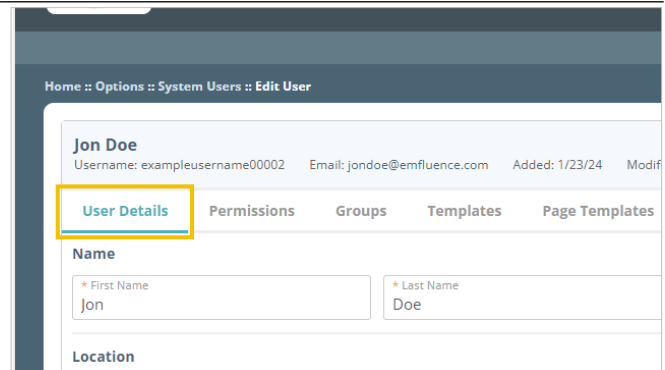 Home :: Options :: System Users :: Edit User
Jon Doe
Username: exampleusername00002 Email: jondoe@emfluence.com Added: 1/23/24 Modif
User Details Permissions Groups Templates Page Templates
Name
* First Name * Last Name
Jon Doe
Location